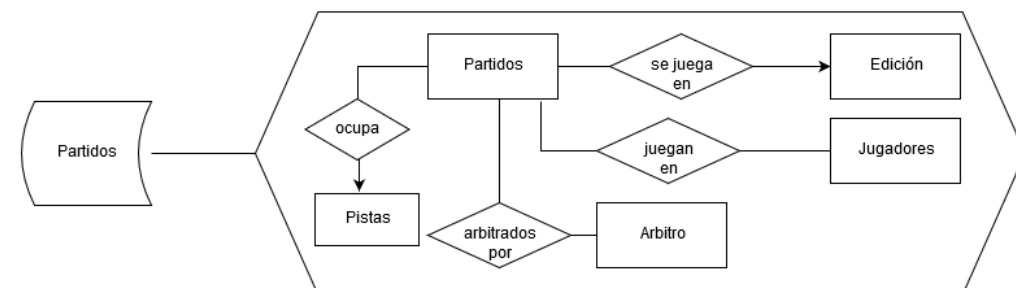 Partidos
Partidos
se juega
en
Edición
ocupa
juegan
en
Jugadores
Pistas
arbitrados
por
Arbitro